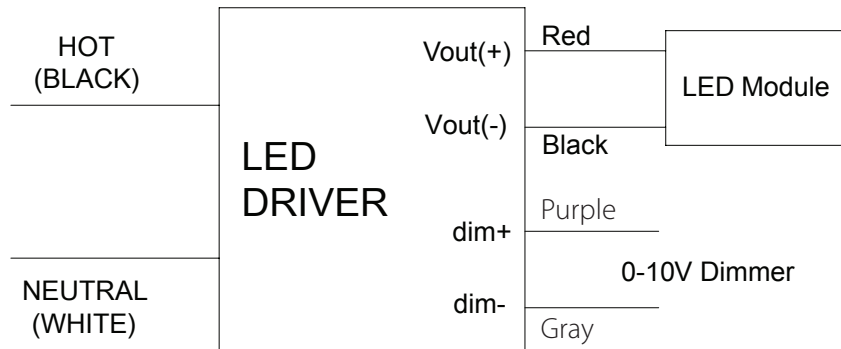 HOT
(BLACK)
NEUTRAL
(WHITE)
LED
DRIVER
Vout(+)
Vout(-)
dim+
dim-
Red
Black
Purple
Gray
LED Module
0-10V Dimmer